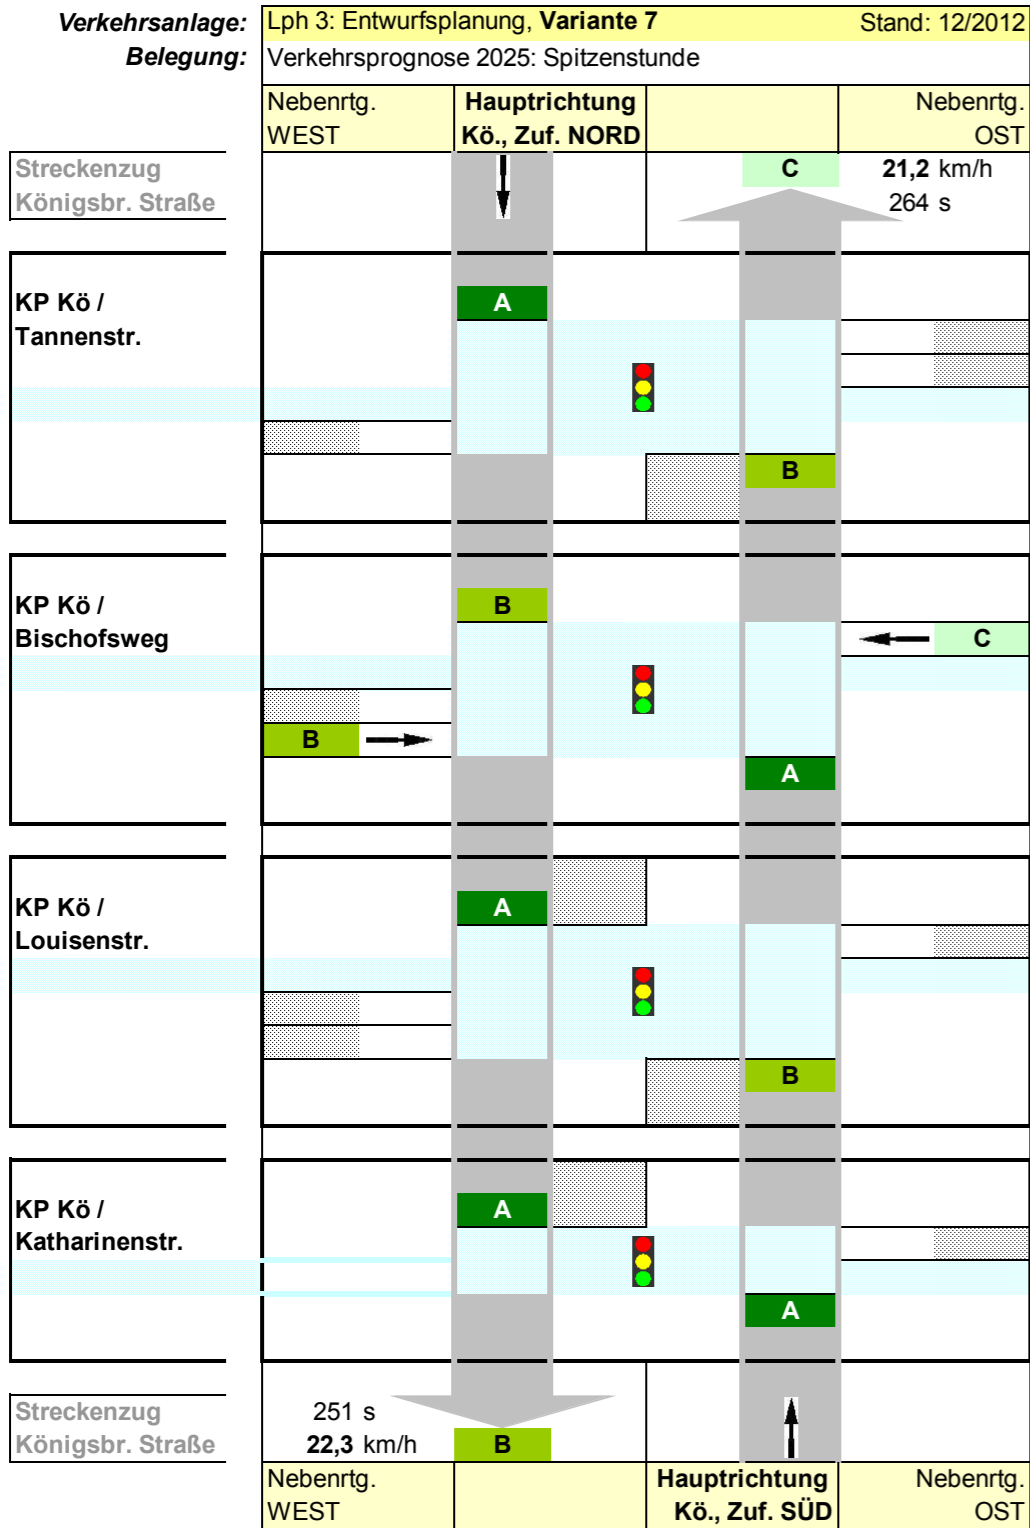 Verkehrsanlage: Lph 3: Entwurfsplanung, Variante 7 Stand: 12/2012
Belegung: Verkehrsprognose 2025: Spitzenstunde
Nebenrtg. Hauptrichtung Nebenrtg.
WEST Kö., Zuf. NORD OST
Streckenzug C 21,2 km/h
Königsbr. Straße 264 s
KP Kö / A
Tannenstr.
B
KP Kö / B
Bischofsweg C
B
A
KP Kö / A
Louisenstr.
B
KP Kö / A
Katharinenstr.
A
Streckenzug 251 s
Königsbr. Straße 22,3 km/h B
Nebenrtg. Hauptrichtung Nebenrtg.
WEST Kö., Zuf. SÜD OST